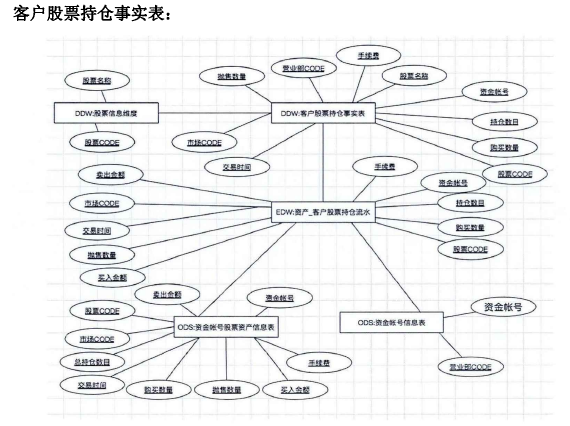 客户股票持仓事实表：
股票名称
DDW:股票信息维度
股票CODE
抛售数量
营业部CODE
手续费
股票名称
资金帐号
DDW:客户股票持仓事实表
持仓数目
购买数量
股票CODE
市场CODE
交易时间
卖出金额
市场CODE
交易时间
抛售数量
买入金额
EDW:资产_客户股票持仓流水
手续费
资金帐号
持仓数目
购买数量
股票CODE
卖出金额
资金帐号
股票CODE
市场CODE
总持仓数目
交易时间
ODS:资金帐号股票资产信息表
购买数量
抛售数量
买入金额
手续费
ODS:资金帐号信息表
资金帐号
营业部CODE